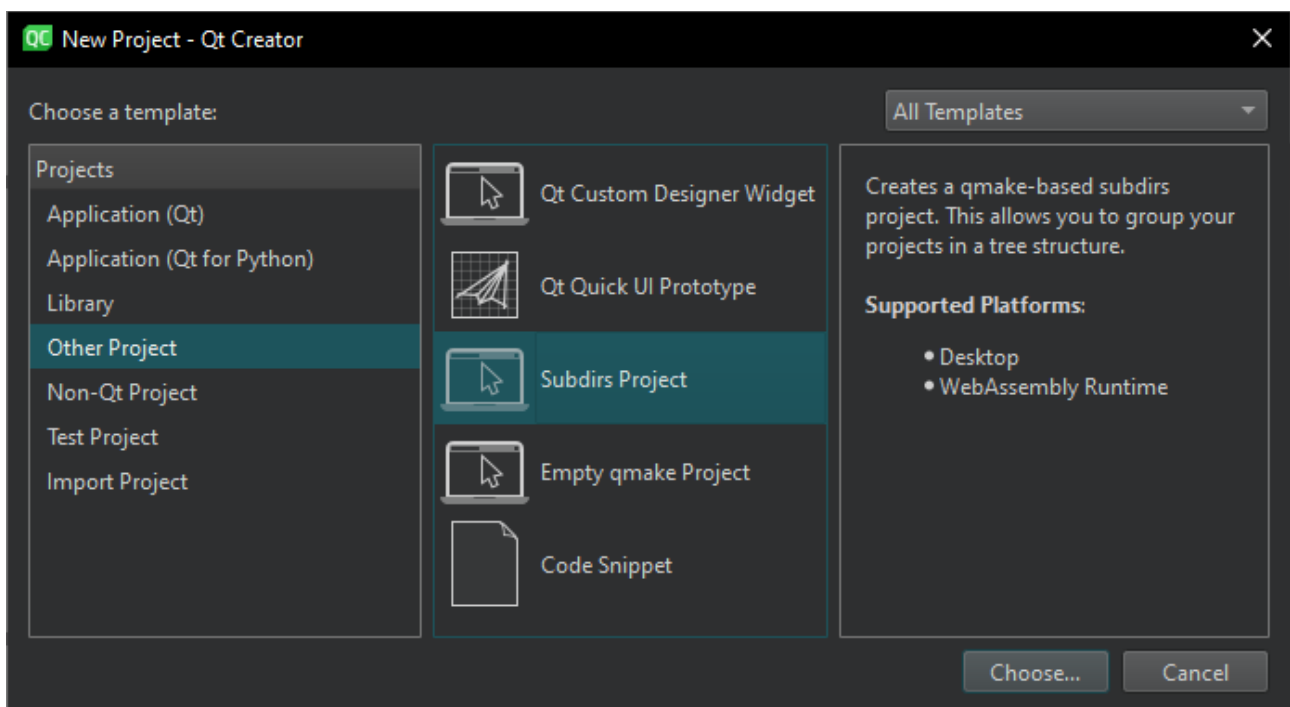 QC New Project - Qt Creator
Choose a template:
All Templates
Projects
Application (Qt)
Application (Qt for Python)
Library
Other Project
Non-Qt Project
Test Project
Import Project
Qt Custom Designer Widget
Qt Quick UI Prototype
Subdirs Project
Empty qmake Project
Code Snippet
Creates a qmake-based subdirs
project. This allows you to group your
projects in a tree structure.
Supported Platforms:
• Desktop
• WebAssembly Runtime
Choose...
Cancel